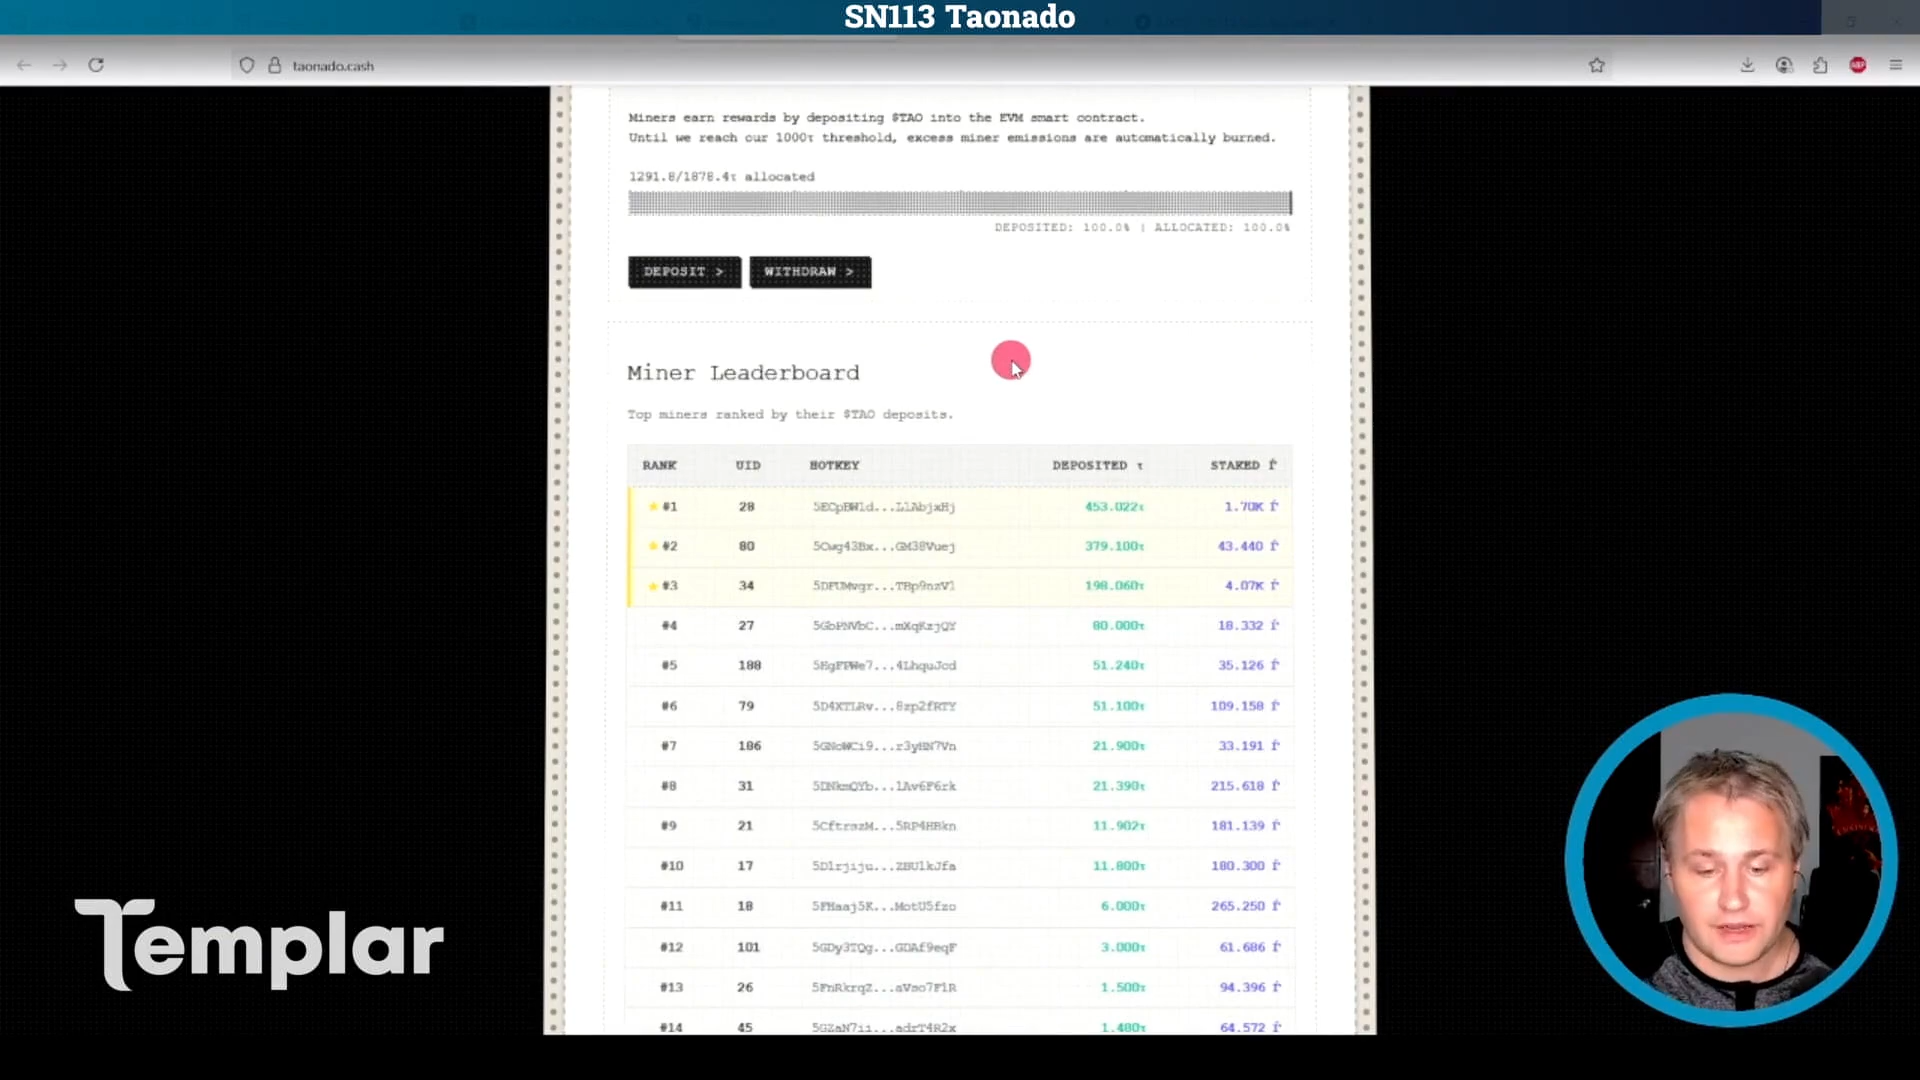 SN113 Taonado
taonado.cash
ABP
Miners earn rewards by depositing $TAO into the EVM smart contract.
Until we reach our 1000τ threshold, excess miner emissions are automatically burned.
1291.8/1878.4τ allocated
DEPOSITED: 100.0% | ALLOCATED: 100.0%
DEPOSIT > WITHDRAW >
Miner Leaderboard
Top miners ranked by their $TAO deposits.
RANK UID HOTKEY DEPOSITED τ STAKED
#1 28 453.022τ 1.70K
#2 80 5Cwg43Bx...GM38Vuej 379.100τ 43.440
#3 34 198.060τ 4.07K
#4 27 80.000τ 18.332
#5 188 51.240τ 35.126
#6 79 5D4XTLRv...8zp2fRTY 51.100τ 109.158
#7 186 21.900τ 33.191
#8 31 21.390τ 215.618
#9 21 11.902τ 181.139
#10 17 11.800τ 180.300
#11 18 6.000τ 265.250
#12 101 5GDy3TQg...GDAf9eqF 3.000τ 61.686
#13 26 1.500τ 94.396
#14 45 1.480τ 64.572
Templar